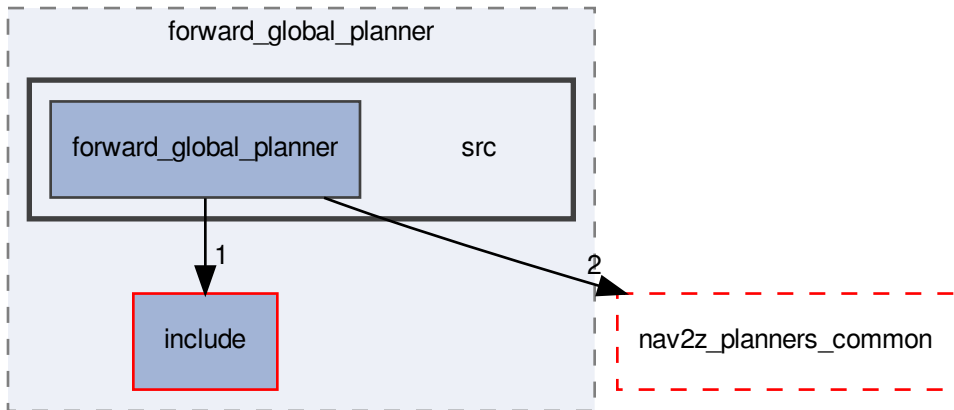 forward_global_planner
forward_global_planner
src
1
2
include
nav2z_planners_common